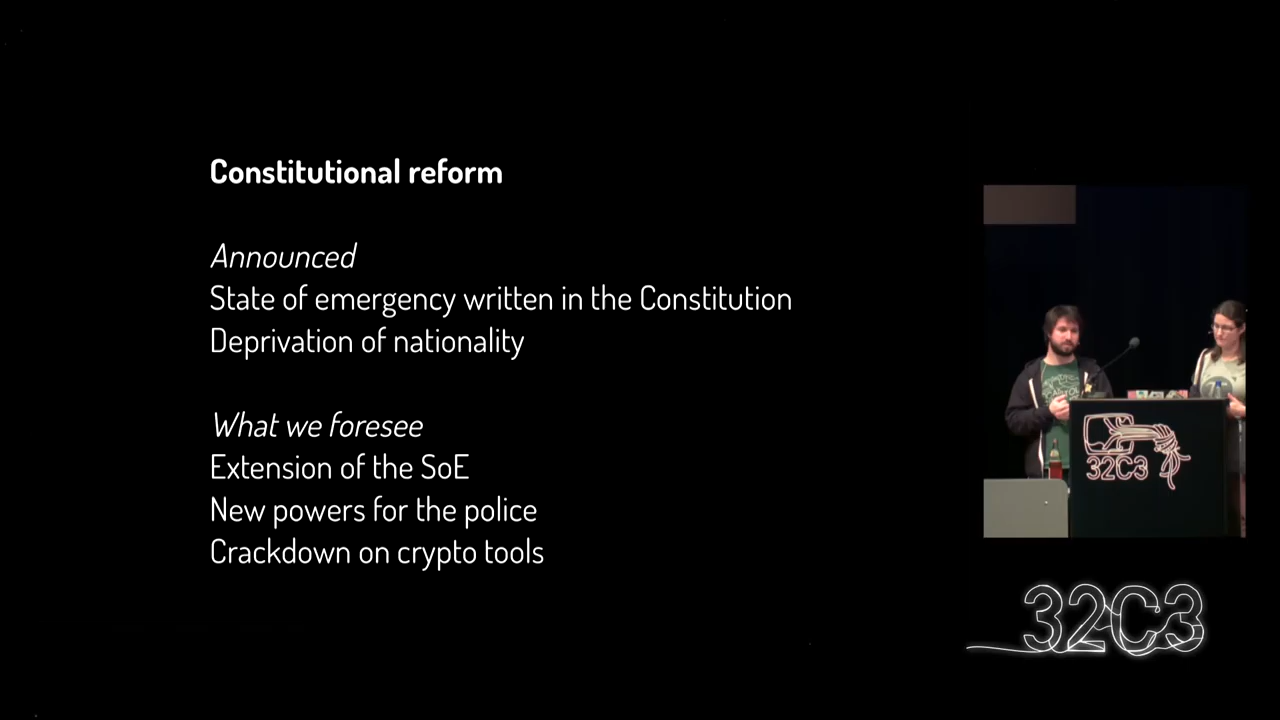 Constitutional reform
Announced
State of emergency written in the Constitution
Deprivation of nationality
What we foresee
Extension of the SoE
New powers for the police
Crackdown on crypto tools
32C3
32C3